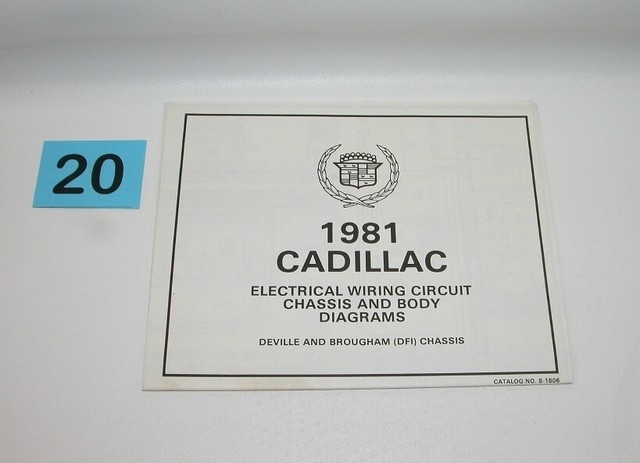 20
1981
CADILLAC
ELECTRICAL WIRING CIRCUIT
CHASSIS AND BODY
DIAGRAMS
DEVILLE AND BROUGHAM (DFI) CHASSIS
CATALOG NO. S-1806